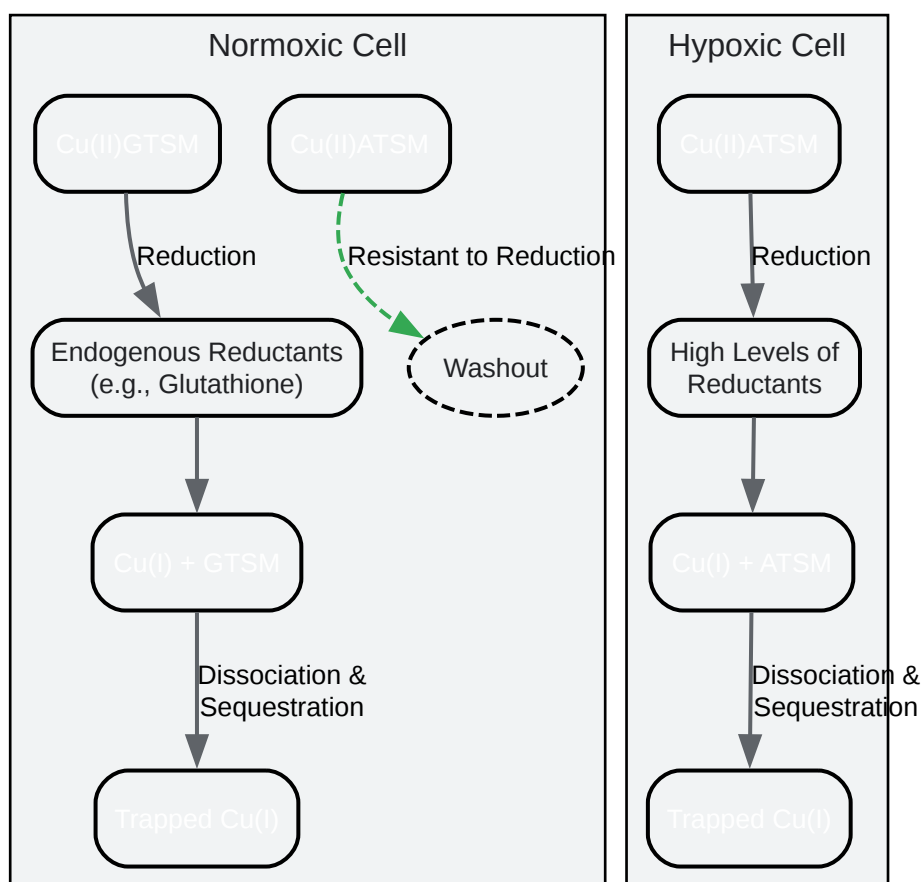 Normoxic Cell
Cu(II)GTSM
Cu(II)ATSM
Reduction
Resistant to Reduction
Endogenous Reductants
(e.g., Glutathione)
Washout
Cu(I) + GTSM
Dissociation &
Sequestration
Trapped Cu(I)
Hypoxic Cell
Cu(II)ATSM
Reduction
High Levels of
Reductants
Cu(I) + ATSM
Dissociation &
Sequestration
Trapped Cu(I)